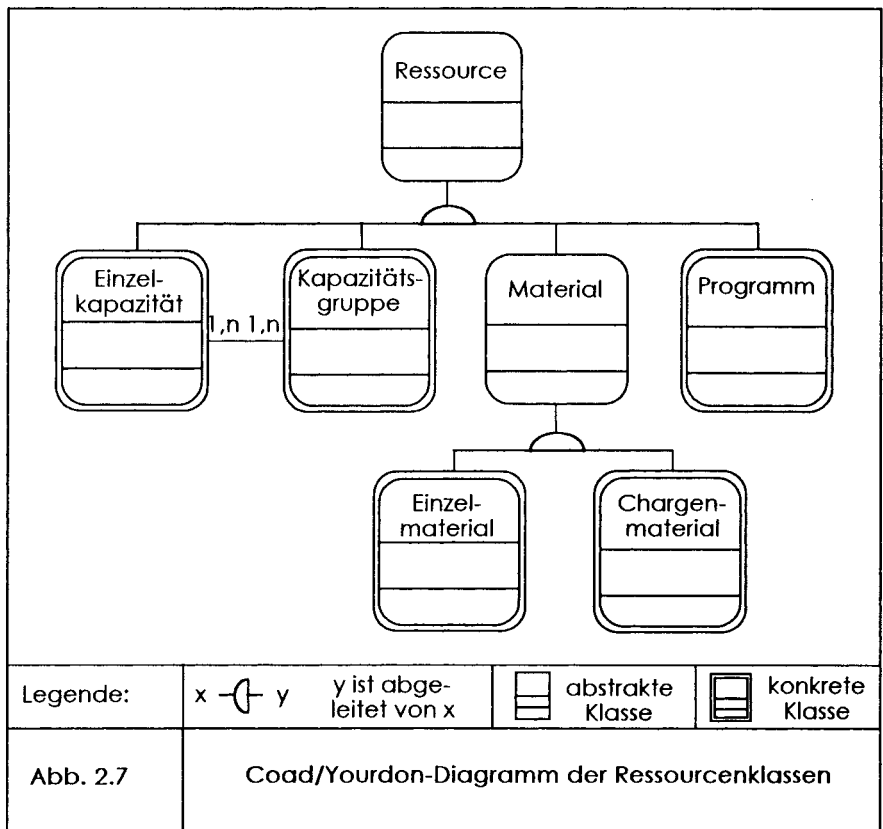 Ressource
Einzel-
kapazität
Kapazitäts-
gruppe
Material
Programm
1,n 1,n
Einzel-
material
Chargen-
material
Legende:
x
y
y ist abge-
leitet von x
abstrakte
Klasse
konkrete
Klasse
Abb. 2.7
Coad/Yourdon-Diagramm der Ressourcenklassen